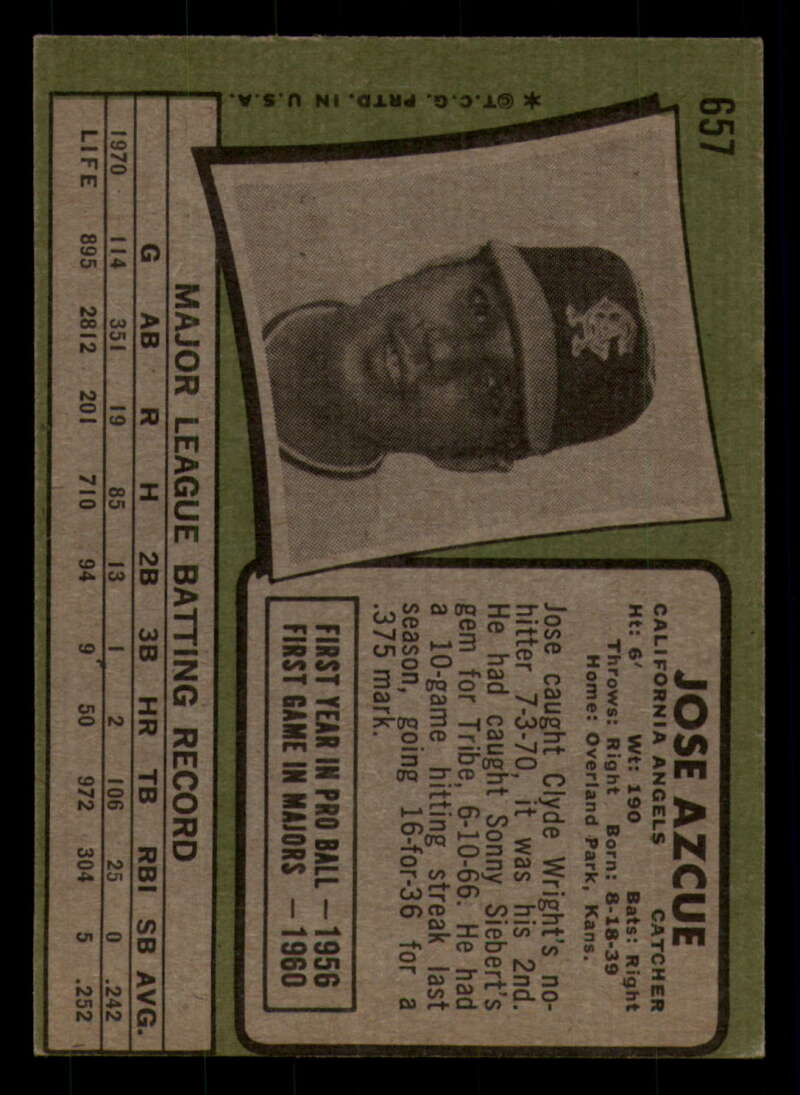 657
* ©T.C.G. PRTD. IN U.S.A.
JOSE AZCUE
CALIFORNIA ANGELS CATCHER
Ht: 6' Wt: 190 Bats: Right
Throws: Right Born: 8-18-39
Home: Overland Park, Kans.
Jose caught Clyde Wright's no-
hitter 7-3-70, it was his 2nd.
He had caught Sonny Siebert's
gem for Tribe, 6-10-66. He had
a 10-game hitting streak last
season, going 16-for-36 for a
.375 mark.
FIRST YEAR IN PRO BALL — 1956
FIRST GAME IN MAJORS — 1960
MAJOR LEAGUE BATTING RECORD
G AB R H 2B 3B HR TB RBI SB AVG.
1970 114 351 19 85 13 1 2 106 25 0 .242
LIFE 895 2812 201 710 94 9 50 972 304 5 .252